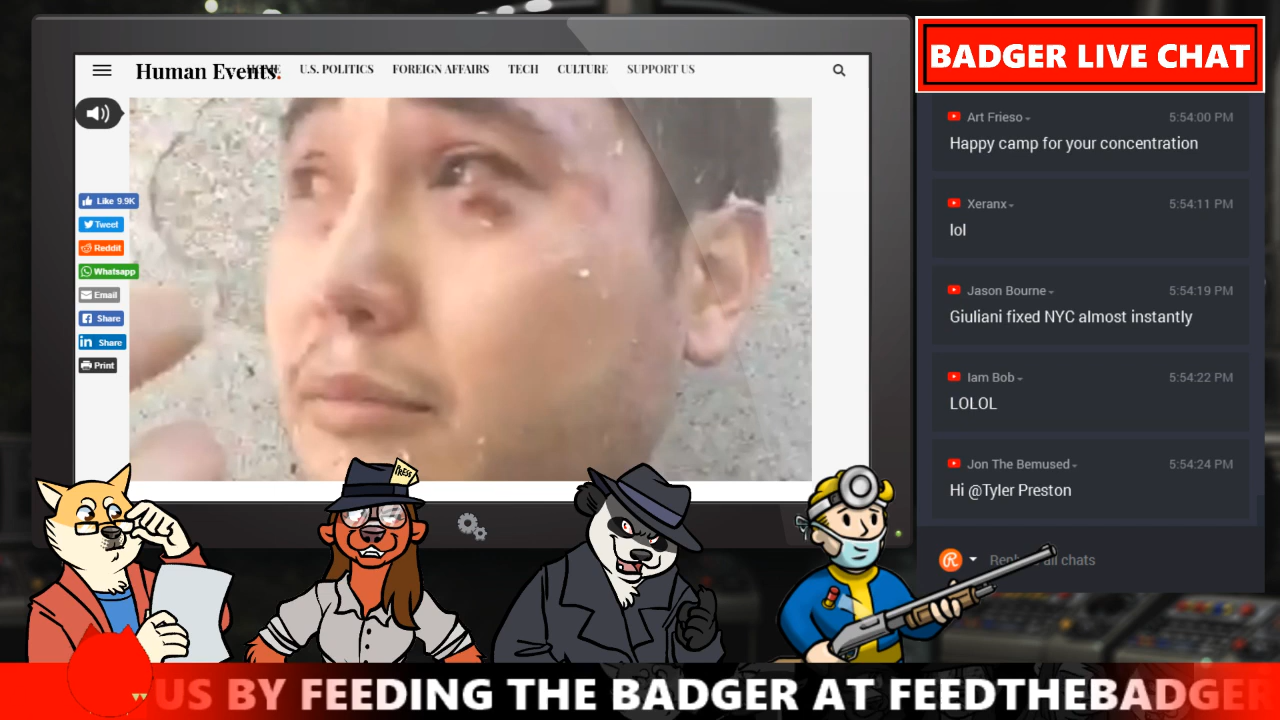 Human Events.
HOME
U.S. POLITICS
FOREIGN AFFAIRS
TECH
CULTURE
SUPPORT US
Like 9.9K
Tweet
Reddit
Whatsapp
Email
Share
in Share
Print
BADGER LIVE CHAT
Art Frieso 5:54:00 PM
Happy camp for your concentration
Xeranx 5:54:11 PM
lol
Jason Bourne 5:54:19 PM
Giuliani fixed NYC almost instantly
Iam Bob 5:54:22 PM
LOLOL
Jon The Bemused 5:54:24 PM
Hi @Tyler Preston
all chats
PRESS
US BY FEEDING THE BADGER AT FEEDTHEBADGER